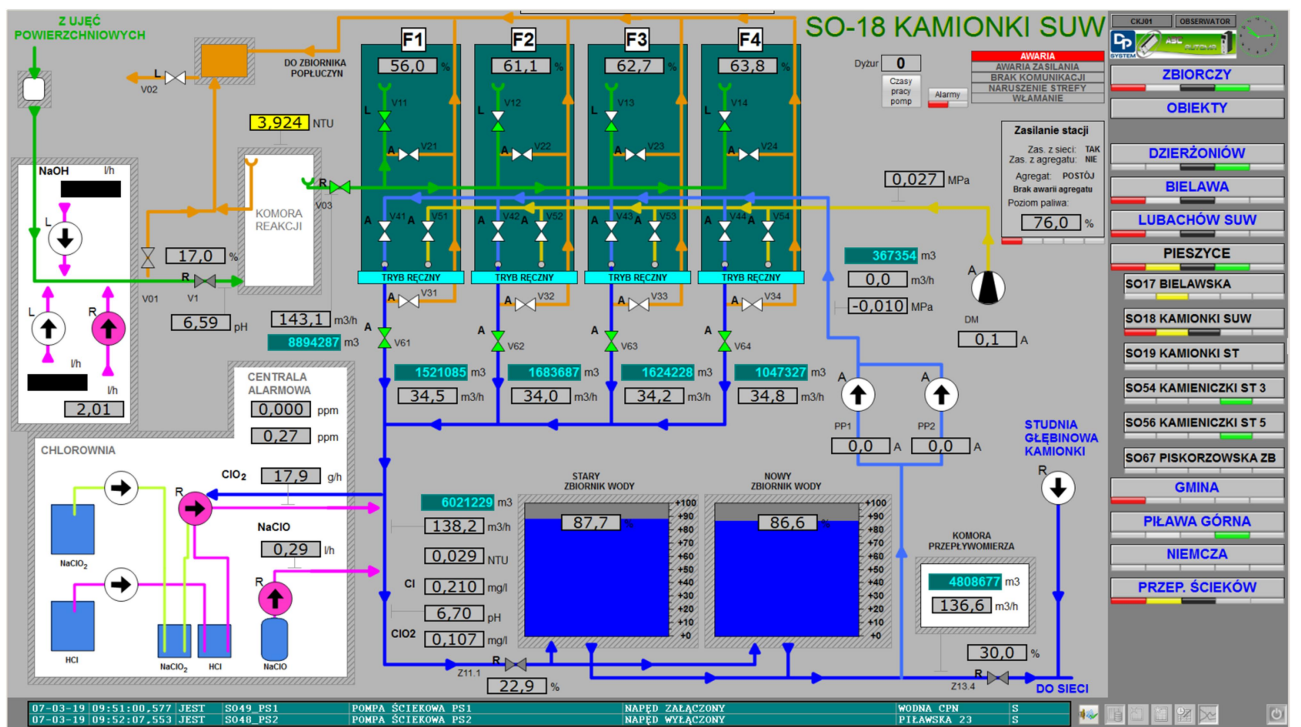 Z UJĘĆ
POWIERZCHNIOWYCH
L
V02
DO ZBIORNIKA
POPŁUCZYN
SO-18 KAMIONKI SUW
CKJ01 OBSERWATOR
DP
SYSTEM
F1 F2 F3 F4
56,0 % 61,1 % 62,7 % 63,8 %
Dyżur 0
Czasy
pracy
pomp
Alarmy
AWARIA
AWARIA ZASILANIA
BRAK KOMUNIKACJI
NARUSZENIE STREFY
WŁAMANIE
Zasilanie stacji
Zas. z sieci: TAK
Zas. z agregatu: NIE
Agregat: POSTÓJ
Brak awarii agregatu
Poziom paliwa:
76,0 %
ZBIORCZY
OBIEKTY
DZIERŻONIÓW
BIELAWA
LUBACHÓW SUW
PIESZYCE
SO17 BIELAWSKA
SO18 KAMIONKI SUW
SO19 KAMIONKI ST
SO54 KAMIENICZKI ST 3
SO56 KAMIENICZKI ST 5
SO67 PISKORZOWSKA ZB
GMINA
PIŁAWA GÓRNA
NIEMCZA
PRZEP. ŚCIEKÓW
L V11 L V12 L V13 L V14
A V21 A V22 A V23 A V24
3,924 NTU
KOMORA
REAKCJI
R
V03
A V41 A V51 A V42 A V52 A V43 A V53 A V44 A V54
TRYB RĘCZNY TRYB RĘCZNY TRYB RĘCZNY TRYB RĘCZNY
A V31 A V32 A V33 A V34
A V61 A V62 A V63 A V64
NaOH l/h
L
L R
l/h
l/h
2,01
17,0 %
R
V01 V1
6,59 pH
143,1 m3/h
8894287 m3
0,027 MPa
367354 m3
0,0 m3/h
-0,010 MPa
A
DM
0,1 A
1521085 m3 1683687 m3 1624228 m3 1047327 m3
34,5 m3/h 34,0 m3/h 34,2 m3/h 34,8 m3/h
A A
PP1 PP2
0,0 A 0,0 A
STUDNIA
GŁĘBINOWA
KAMIONKI
R
CENTRALA
ALARMOWA
0,000 ppm
0,27 ppm
CHLOROWNIA
ClO₂ 17,9 g/h
R
NaClO
0,29 l/h
R
NaClO₂
HCl
NaClO₂ HCl NaClO
6021229 m3
138,2 m3/h
0,029 NTU
Cl 0,210 mg/l
6,70 pH
ClO2 0,107 mg/l
STARY
ZBIORNIK WODY
87,7 %
+100
+90
+80
+70
+60
+50
+40
+30
+20
+10
+0
NOWY
ZBIORNIK WODY
86,6 %
+100
+90
+80
+70
+60
+50
+40
+30
+20
+10
+0
KOMORA
PRZEPŁYWOMIERZA
4808677 m3
136,6 m3/h
R
Z11.1
22,9 %
30,0 %
R
Z13.4
DO SIECI
07-03-19 09:51:00,577 JEST SO49_PS1 POMPA ŚCIEKOWA PS1 NAPĘD ZAŁĄCZONY WODNA CPN S
07-03-19 09:52:07,553 JEST SO48_PS2 POMPA ŚCIEKOWA PS2 NAPĘD WYŁĄCZONY PIŁAWSKA 23 S